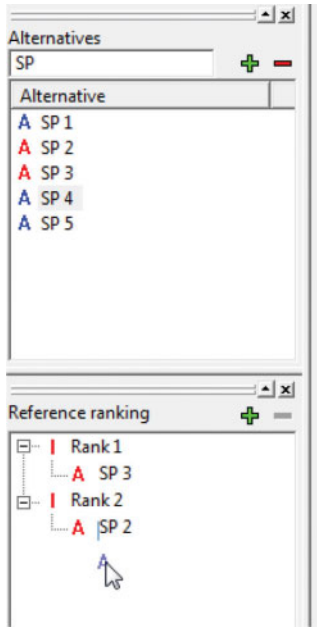 Alternatives
SP
Alternative
A SP 1
A SP 2
A SP 3
A SP 4
A SP 5
Reference ranking
I Rank 1
A SP 3
I Rank 2
A SP 2
A